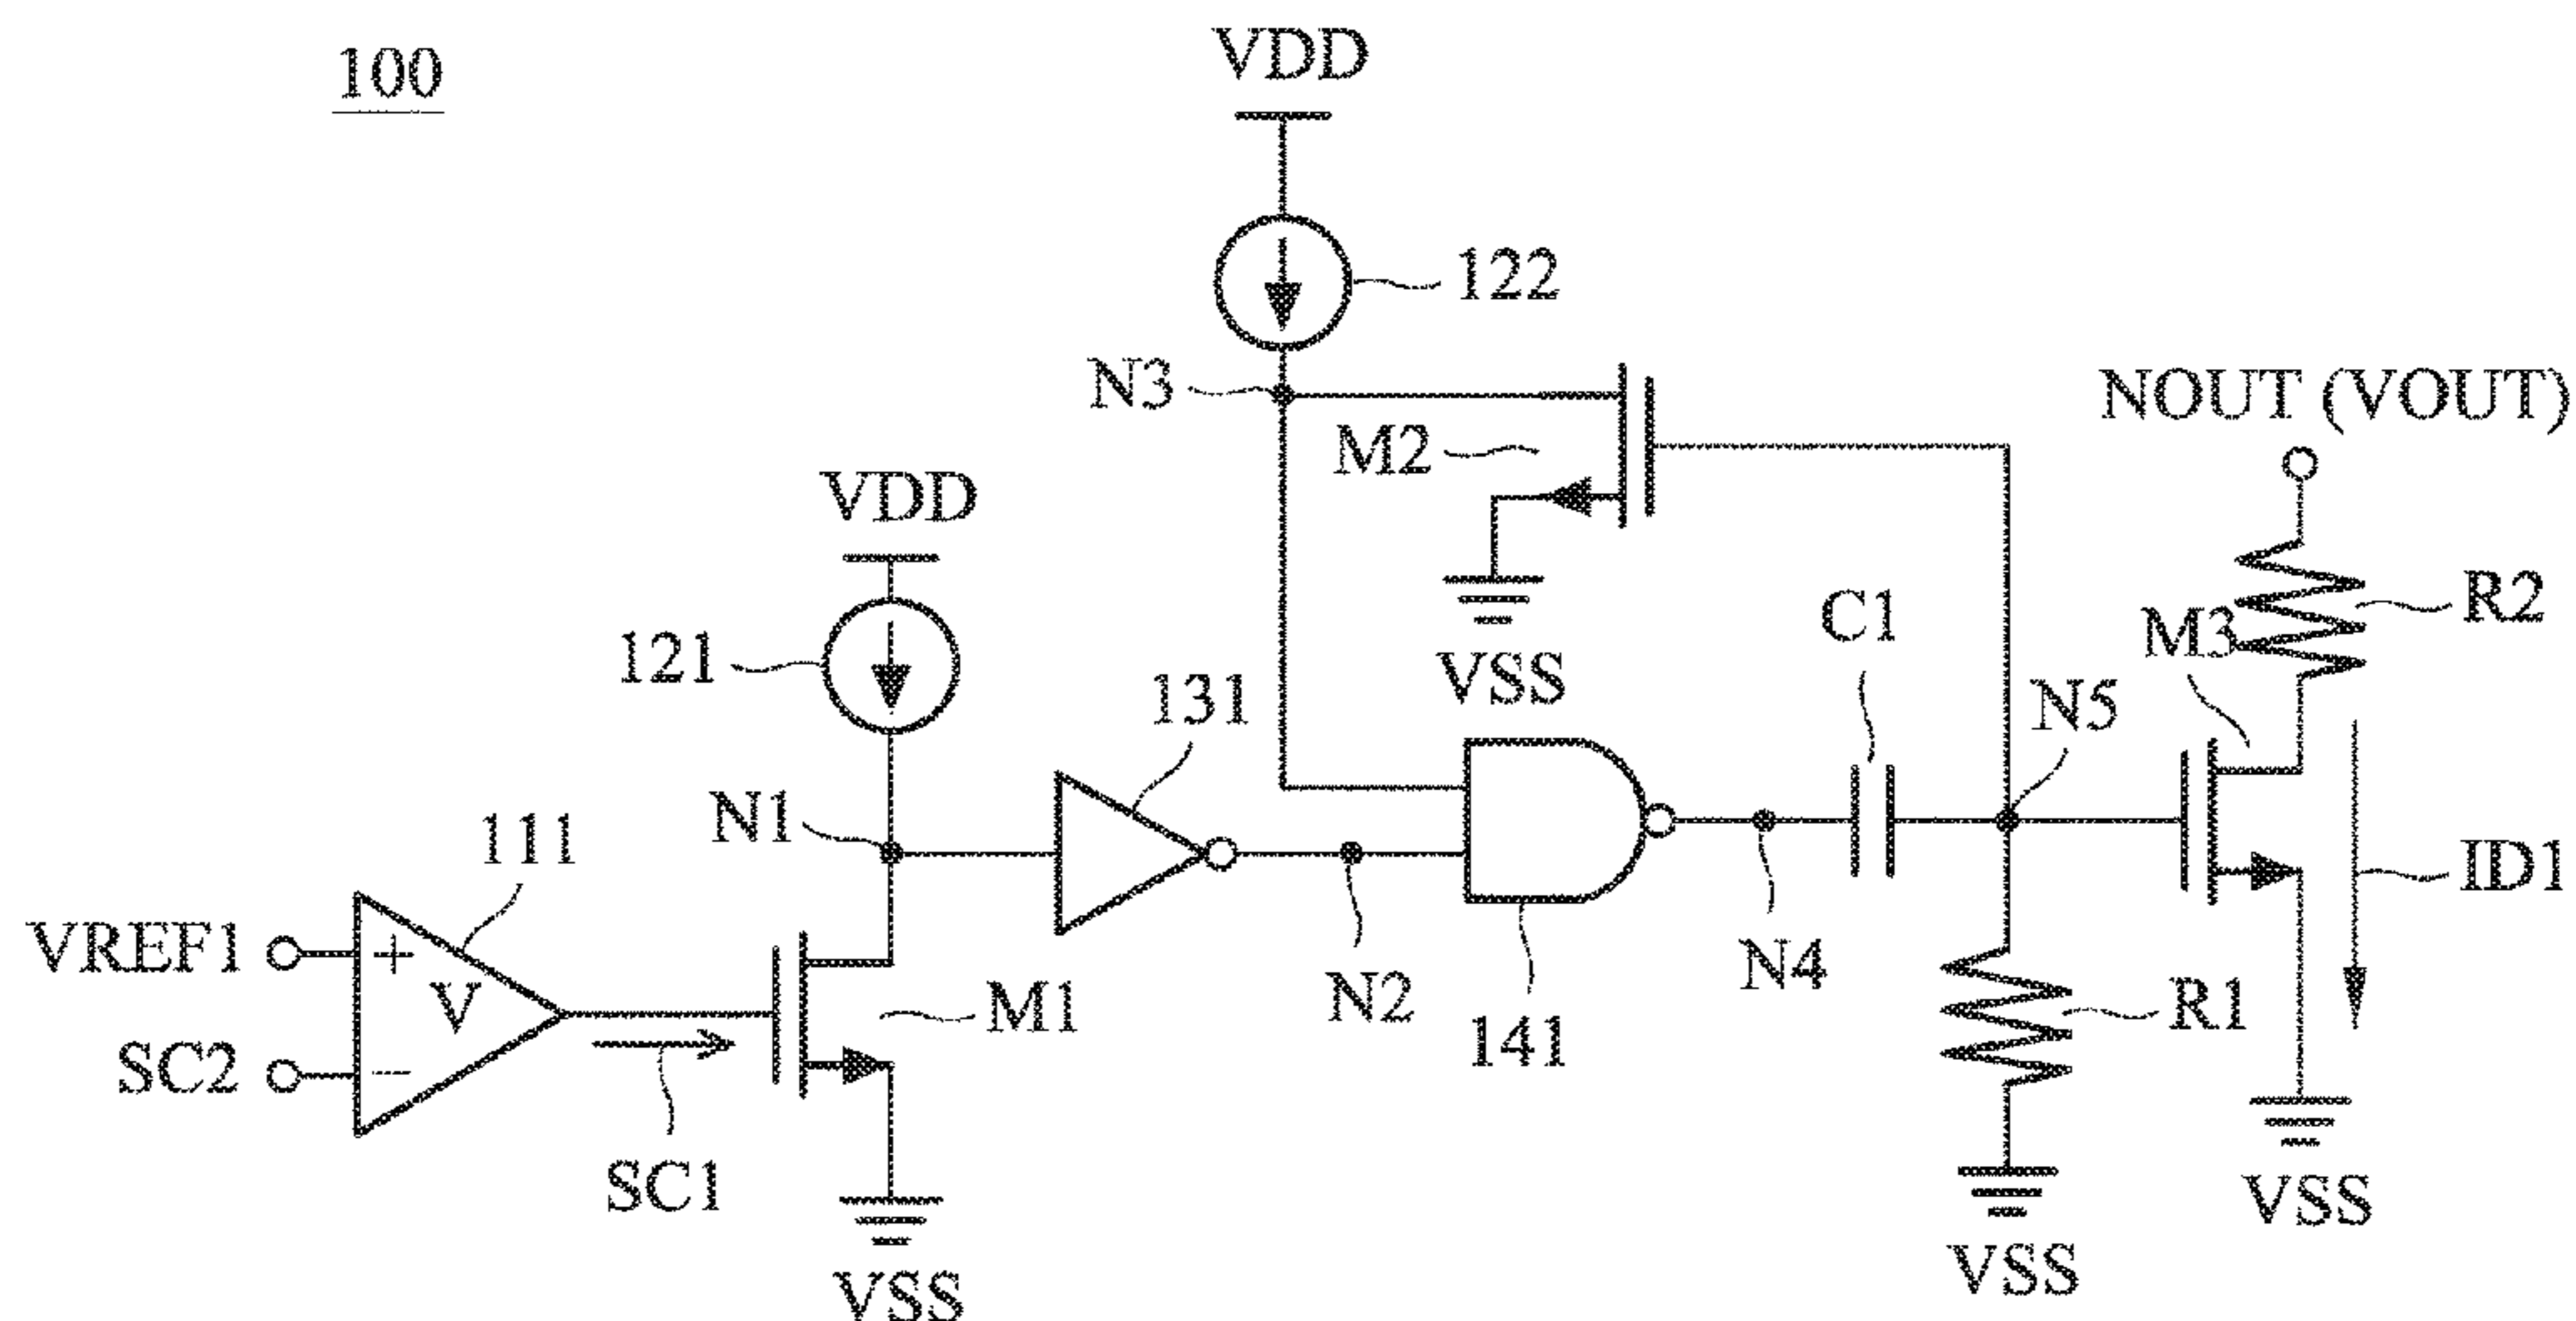 100
VDD
122
N3
NOUT (VOUT)
M2
VDD
R2
C1
M3
121
VSS
131
N5
N1
111
ID1
VREF1
+
V
N2
N4
M1
R1
141
SC2
−
SC1
VSS
VSS
VSS